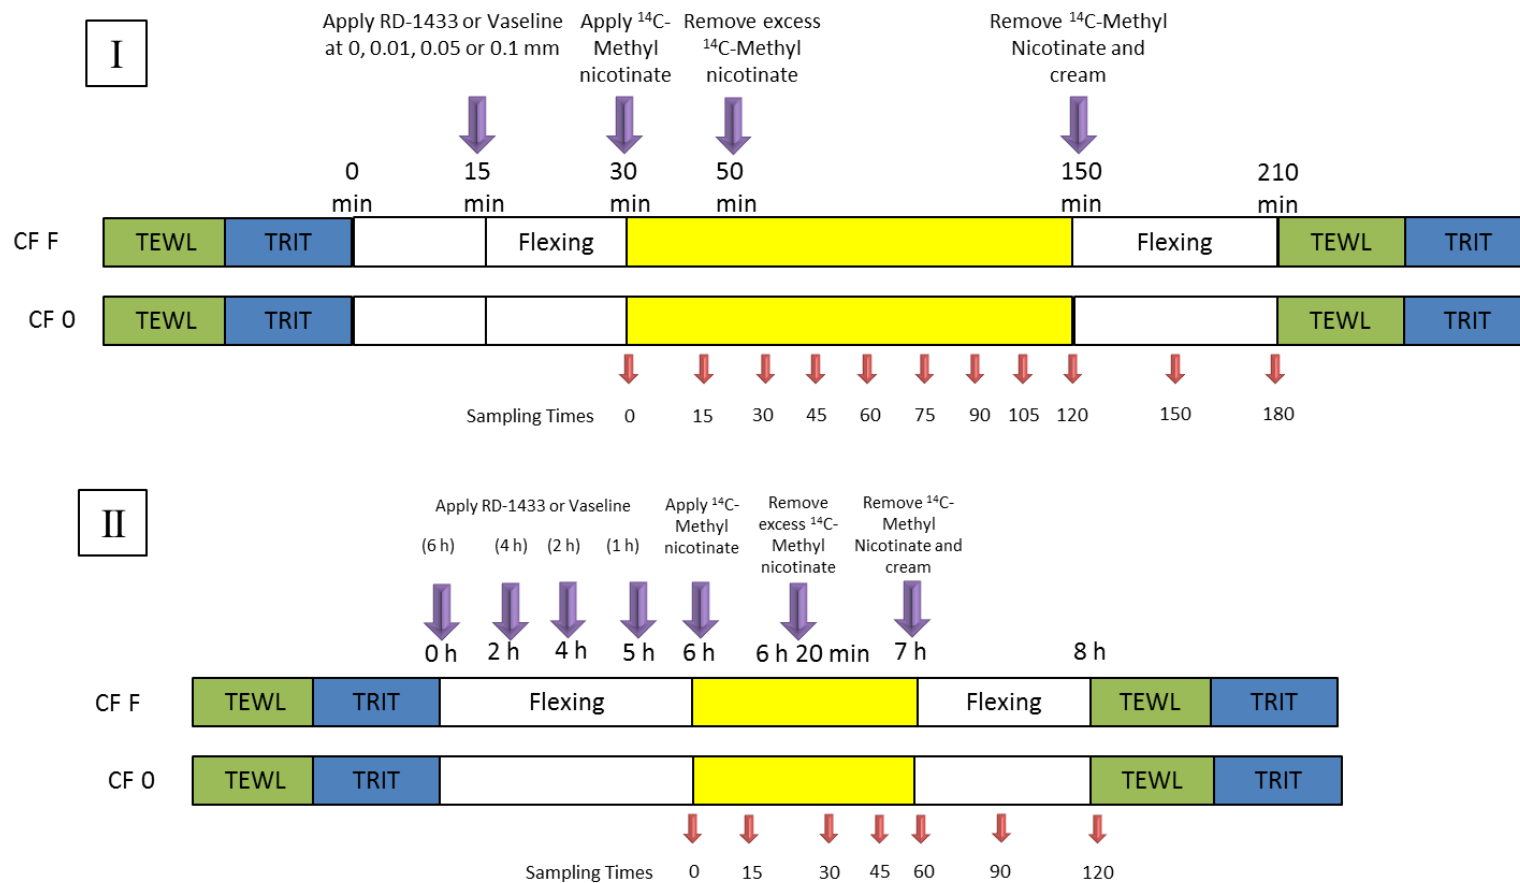 I
Apply RD-1433 or Vaseline
at 0, 0.01, 0.05 or 0.1 mm
Apply ¹⁴C-
Methyl
nicotinate
Remove excess
¹⁴C-Methyl
nicotinate
Remove ¹⁴C-Methyl
Nicotinate and
cream
0
min
15
min
30
min
50
min
150
min
210
min
CF F
TEWL
TRIT
Flexing
Flexing
TEWL
TRIT
CF 0
TEWL
TRIT
TEWL
TRIT
Sampling Times 0 15 30 45 60 75 90 105 120 150 180
II
Apply RD-1433 or Vaseline
(6 h) (4 h) (2 h) (1 h)
Apply ¹⁴C-
Methyl
nicotinate
Remove
excess ¹⁴C-
Methyl
nicotinate
Remove ¹⁴C-
Methyl
Nicotinate and
cream
0 h 2 h 4 h 5 h 6 h 6 h 20 min 7 h 8 h
CF F
TEWL
TRIT
Flexing
Flexing
TEWL
TRIT
CF 0
TEWL
TRIT
TEWL
TRIT
Sampling Times 0 15 30 45 60 90 120